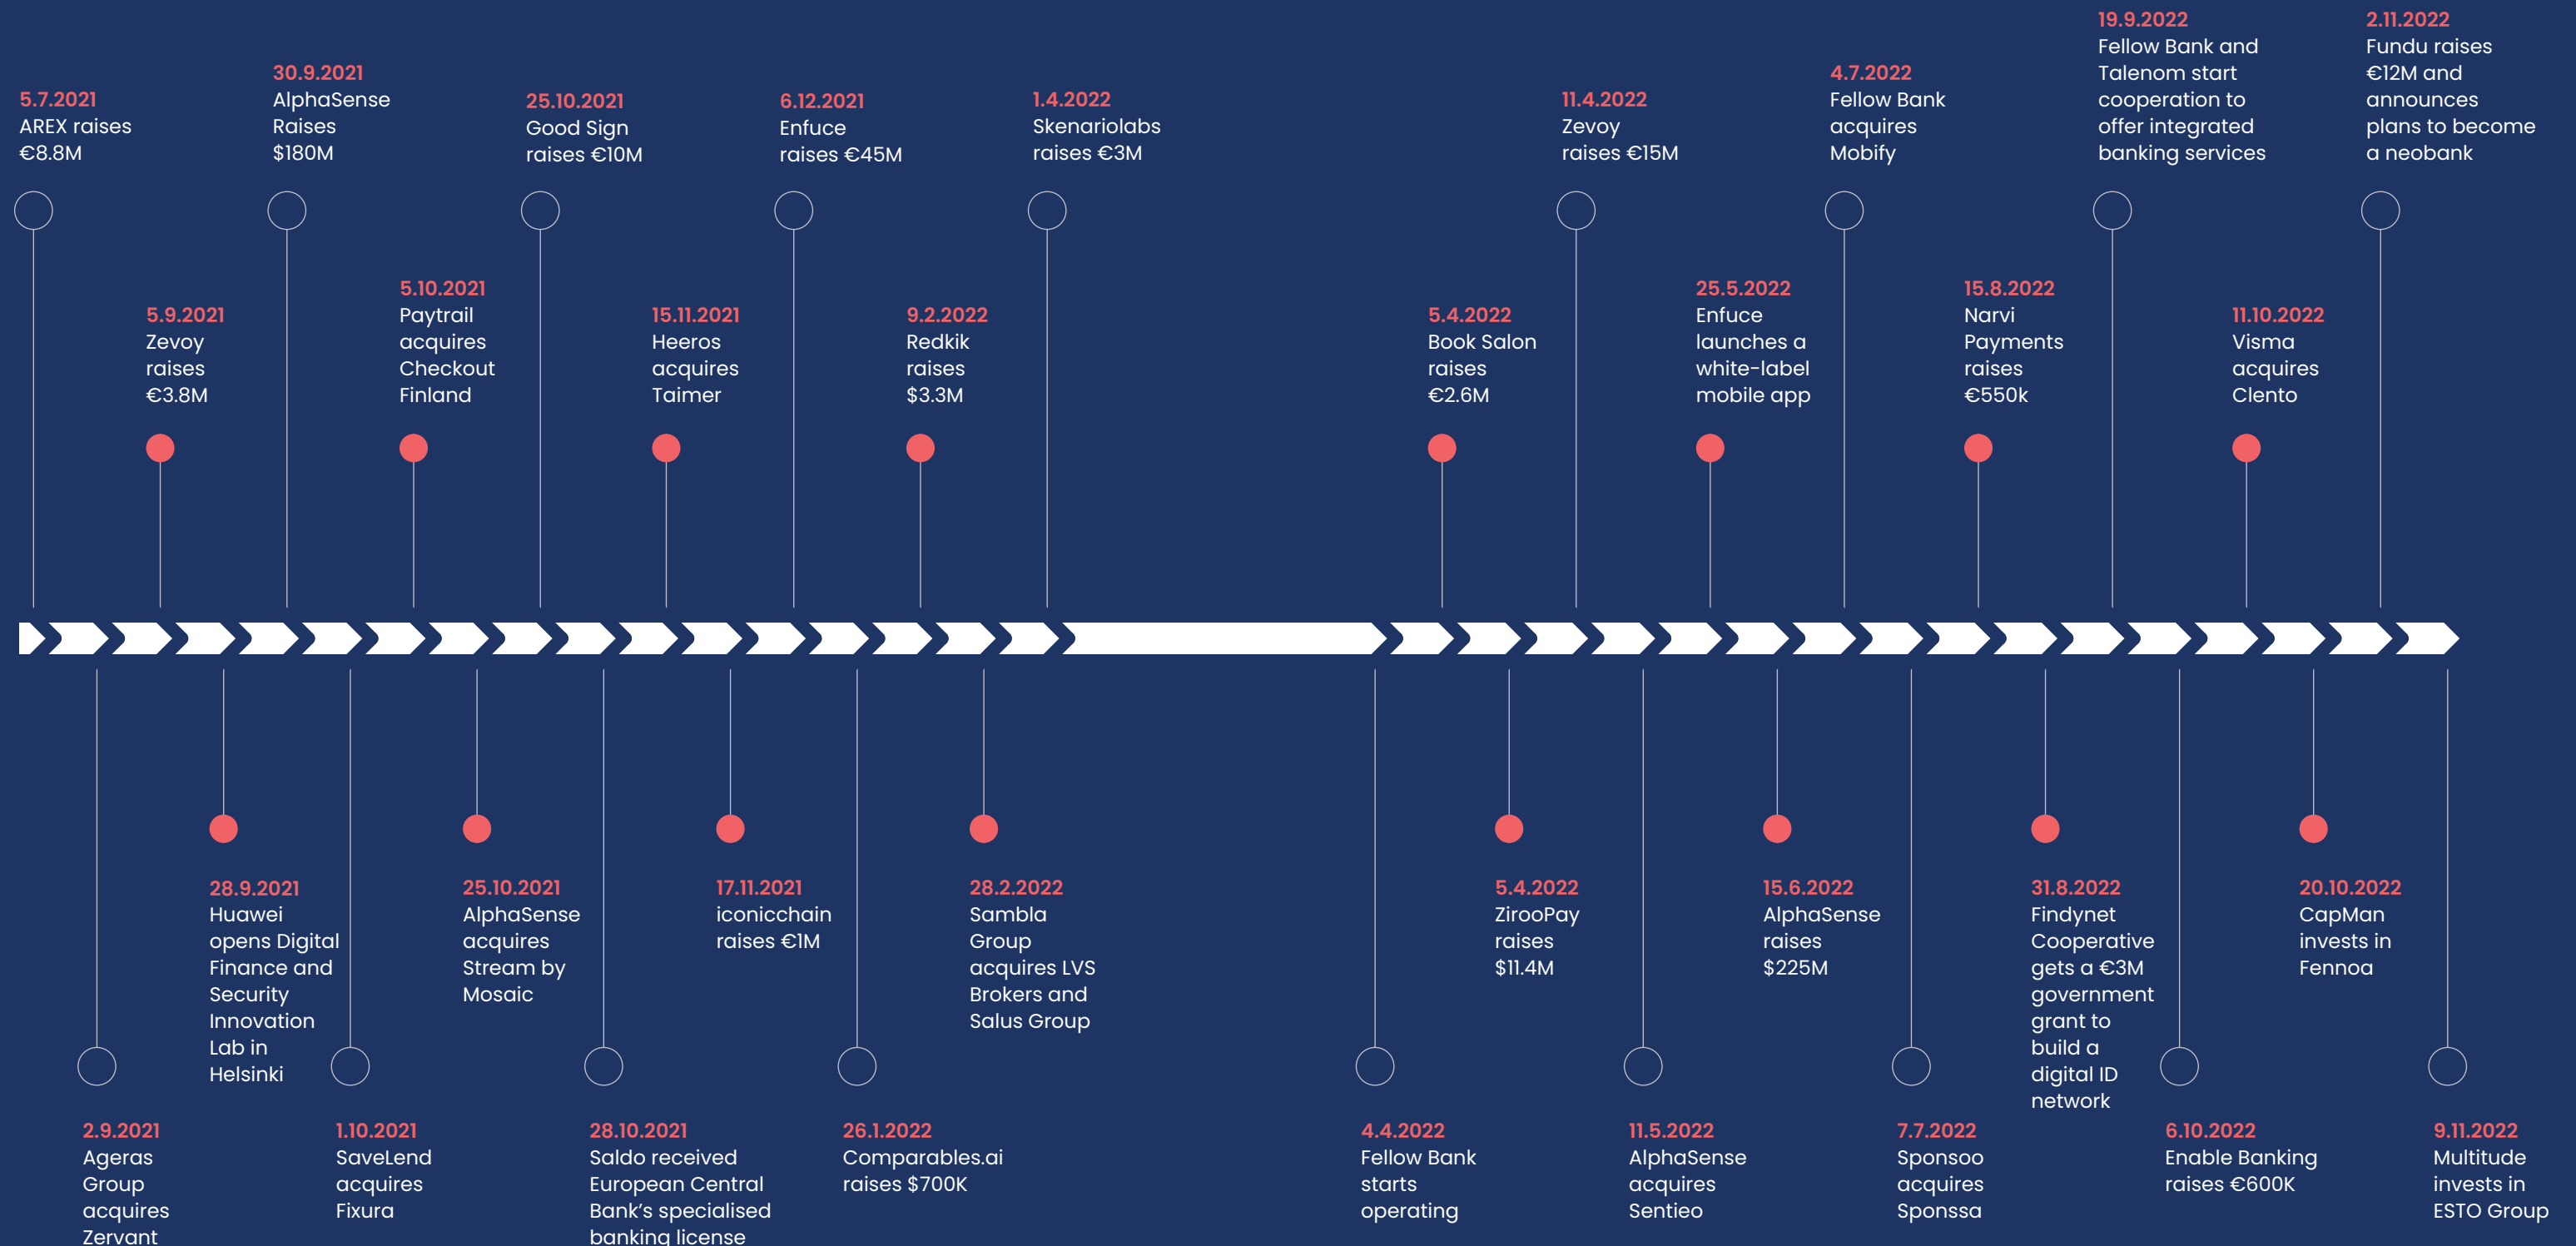 5.7.2021
AREX raises
€8.8M
30.9.2021
AlphaSense
Raises
$180M
25.10.2021
Good Sign
raises €10M
6.12.2021
Enfuce
raises €45M
1.4.2022
Skenariolabs
raises €3M
11.4.2022
Zevoy
raises €15M
4.7.2022
Fellow Bank
acquires
Mobify
19.9.2022
Fellow Bank and
Talenom start
cooperation to
offer integrated
banking services
2.11.2022
Fundu raises
€12M and
announces
plans to become
a neobank
5.9.2021
Zevoy
raises
€3.8M
5.10.2021
Paytrail
acquires
Checkout
Finland
15.11.2021
Heeros
acquires
Taimer
9.2.2022
Redkik
raises
$3.3M
5.4.2022
Book Salon
raises
€2.6M
25.5.2022
Enfuce
launches a
white-label
mobile app
15.8.2022
Narvi
Payments
raises
€550k
11.10.2022
Visma
acquires
Clento
28.9.2021
Huawei
opens Digital
Finance and
Security
Innovation
Lab in
Helsinki
25.10.2021
AlphaSense
acquires
Stream by
Mosaic
17.11.2021
iconicchain
raises €1M
28.2.2022
Sambla
Group
acquires LVS
Brokers and
Salus Group
5.4.2022
ZirooPay
raises
$11.4M
15.6.2022
AlphaSense
raises
$225M
31.8.2022
Findynet
Cooperative
gets a €3M
government
grant to
build a
digital ID
network
20.10.2022
CapMan
invests in
Fennoa
2.9.2021
Ageras
Group
acquires
Zervant
1.10.2021
SaveLend
acquires
Fixura
28.10.2021
Saldo received
European Central
Bank’s specialised
banking license
26.1.2022
Comparables.ai
raises $700K
4.4.2022
Fellow Bank
starts
operating
11.5.2022
AlphaSense
acquires
Sentieo
7.7.2022
Sponsoo
acquires
Sponssa
6.10.2022
Enable Banking
raises €600K
9.11.2022
Multitude
invests in
ESTO Group